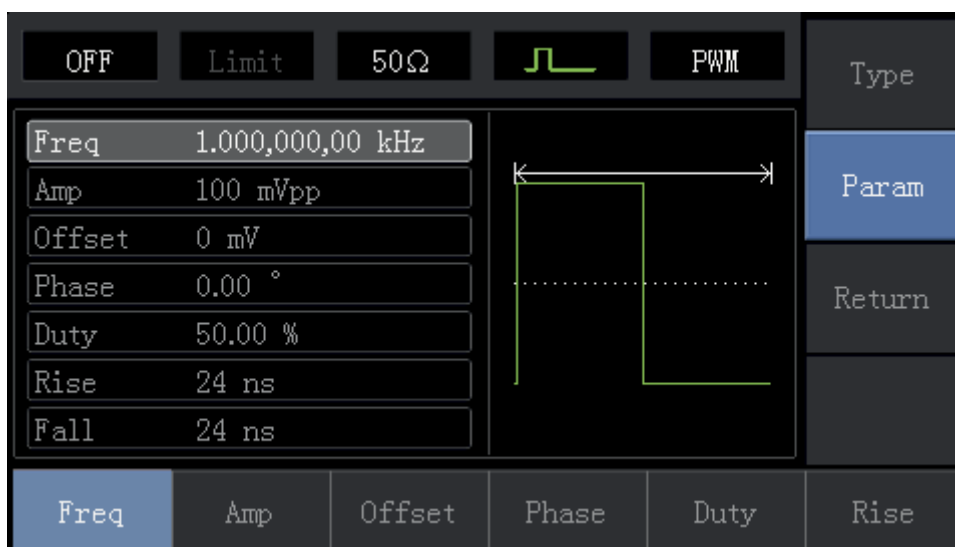 OFF Limit 50Ω PWM
Type
Freq 1.000,000,00 kHz
Amp 100 mVpp
Param
Offset 0 mV
Phase 0.00 °
Return
Duty 50.00 %
Rise 24 ns
Fall 24 ns
Freq Amp Offset Phase Duty Rise